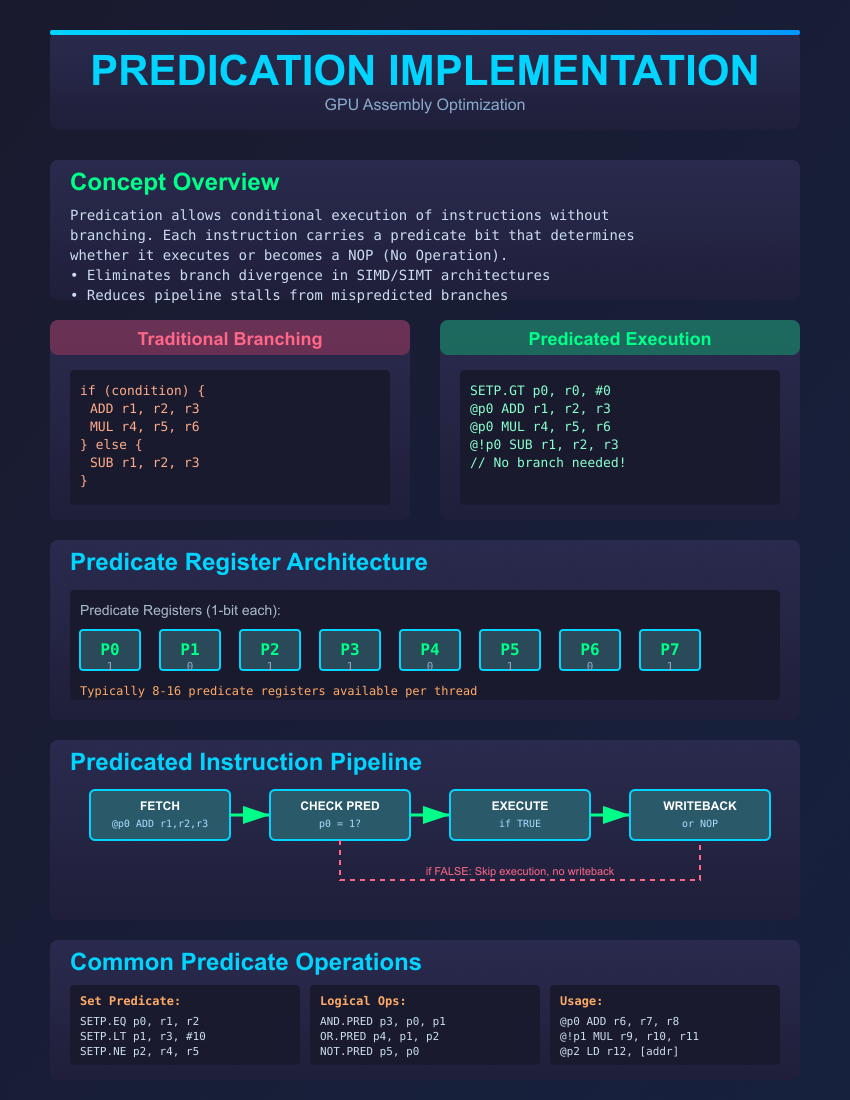 PREDICATION IMPLEMENTATION
GPU Assembly Optimization
Concept Overview
Predication allows conditional execution of instructions without
branching. Each instruction carries a predicate bit that determines
whether it executes or becomes a NOP (No Operation).
• Eliminates branch divergence in SIMD/SIMT architectures
• Reduces pipeline stalls from mispredicted branches
Traditional Branching
if (condition) {
ADD r1, r2, r3
MUL r4, r5, r6
} else {
SUB r1, r2, r3
}
Predicated Execution
SETP.GT p0, r0, #0
@p0 ADD r1, r2, r3
@p0 MUL r4, r5, r6
@!p0 SUB r1, r2, r3
// No branch needed!
Predicate Register Architecture
Predicate Registers (1-bit each):
P0 P1 P2 P3 P4 P5 P6 P7
1 0 1 1 0 1 0 1
Typically 8-16 predicate registers available per thread
Predicated Instruction Pipeline
FETCH
@p0 ADD r1,r2,r3
CHECK PRED
p0 = 1?
EXECUTE
if TRUE
WRITEBACK
or NOP
if FALSE: Skip execution, no writeback
Common Predicate Operations
Set Predicate:
SETP.EQ p0, r1, r2
SETP.LT p1, r3, #10
SETP.NE p2, r4, r5
Logical Ops:
AND.PRED p3, p0, p1
OR.PRED p4, p1, p2
NOT.PRED p5, p0
Usage:
@p0 ADD r6, r7, r8
@!p1 MUL r9, r10, r11
@p2 LD r12, [addr]